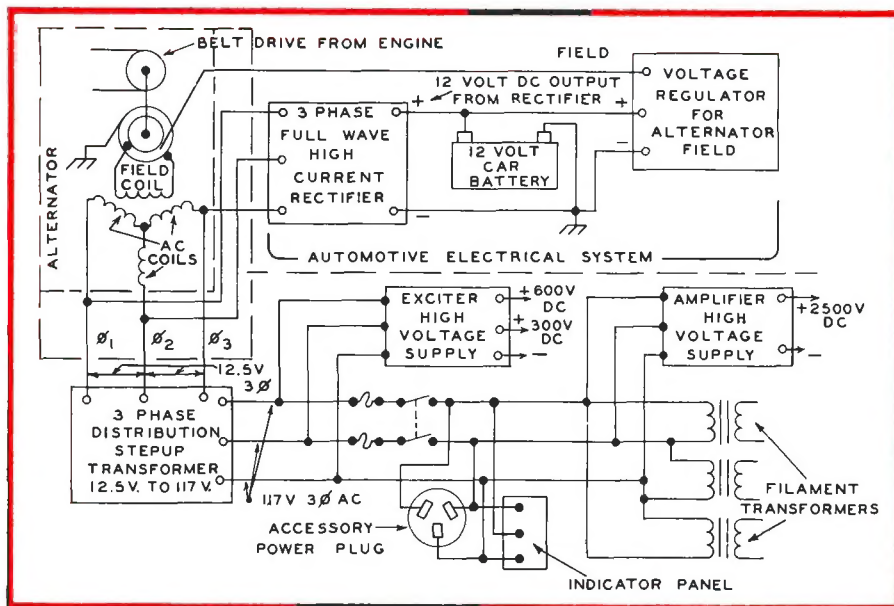 BELT DRIVE FROM ENGINE
ALTERNATOR
FIELD
COIL
AC
COILS
3 PHASE
FULL WAVE
HIGH
CURRENT
RECTIFIER
+
−
12 VOLT DC OUTPUT
FROM RECTIFIER
12 VOLT
CAR
BATTERY
FIELD
+
−
VOLTAGE
REGULATOR
FOR
ALTERNATOR
FIELD
AUTOMOTIVE ELECTRICAL SYSTEM
Ø1
Ø2
Ø3
12.5V
3Ø
3 PHASE
DISTRIBUTION
STEPUP
TRANSFORMER
12.5V. TO 117V.
117V 3Ø AC
EXCITER
HIGH
VOLTAGE
SUPPLY
+600V
DC
+
300V
DC
−
AMPLIFIER
HIGH
VOLTAGE
SUPPLY
+2500V
DC
−
ACCESSORY
POWER PLUG
INDICATOR PANEL
FILAMENT
TRANSFORMERS